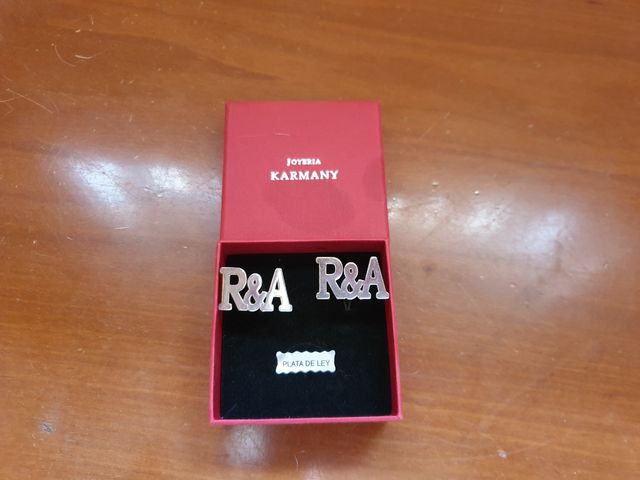 JOYERIA
KARMANY
R&A
R&A
PLATA DE LEY